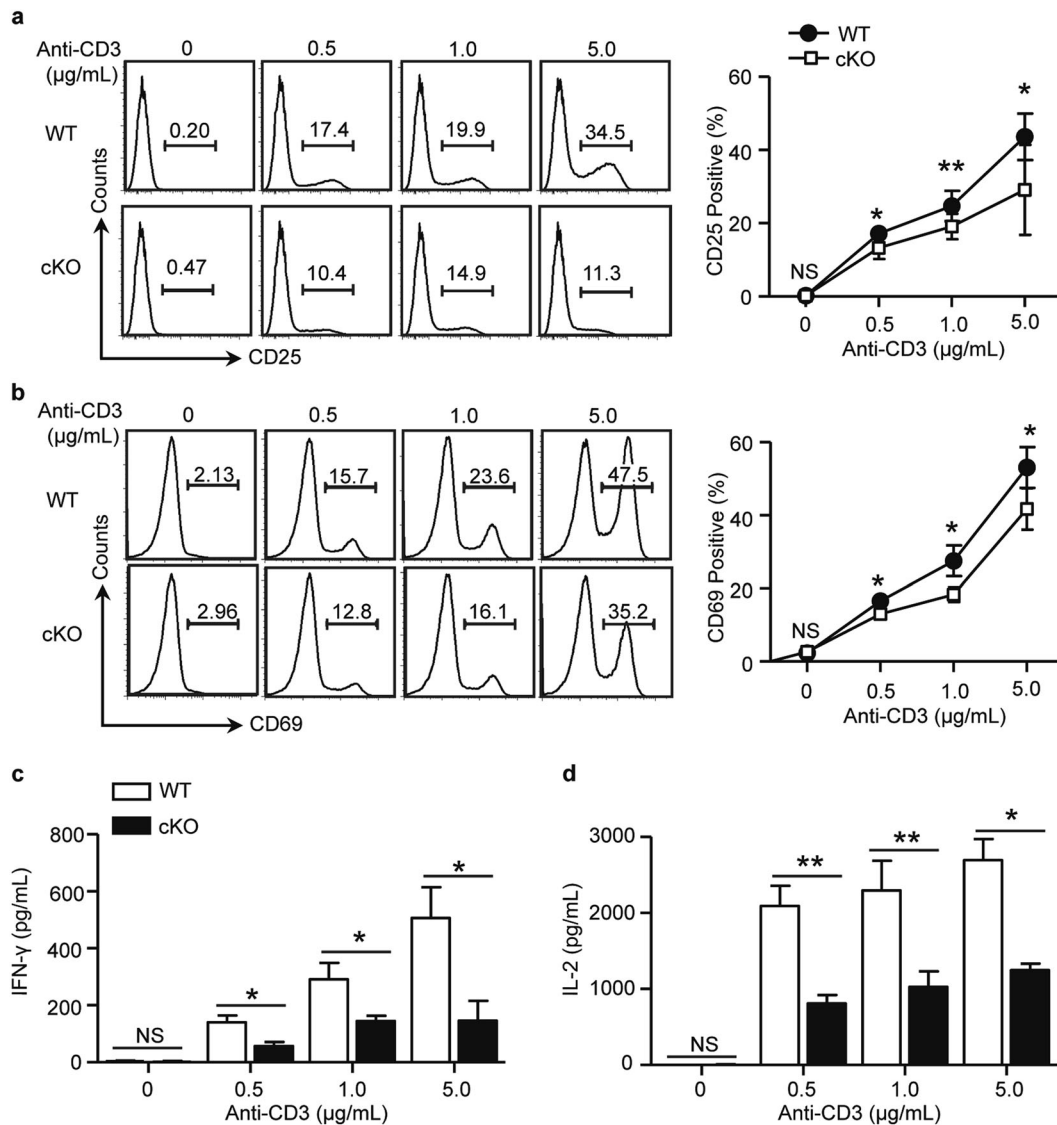 a
Anti-CD3 0 0.5 1.0 5.0
(µg/mL)
WT 0.20 17.4 19.9 34.5
Counts
cKO 0.47 10.4 14.9 11.3
CD25
WT
cKO
CD25 Positive (%)
60
40
20
0
NS * ** *
0 0.5 1.0 5.0
Anti-CD3 (µg/mL)
b
Anti-CD3 0 0.5 1.0 5.0
(µg/mL)
WT 2.13 15.7 23.6 47.5
Counts
cKO 2.96 12.8 16.1 35.2
CD69
CD69 Positive (%)
60
40
20
0
NS * * *
0 0.5 1.0 5.0
Anti-CD3 (µg/mL)
c
WT
cKO
IFN-γ (pg/mL)
800
600
400
200
0
NS * * *
0 0.5 1.0 5.0
Anti-CD3 (µg/mL)
d
IL-2 (pg/mL)
3000
2000
1000
0
NS ** ** *
0 0.5 1.0 5.0
Anti-CD3 (µg/mL)